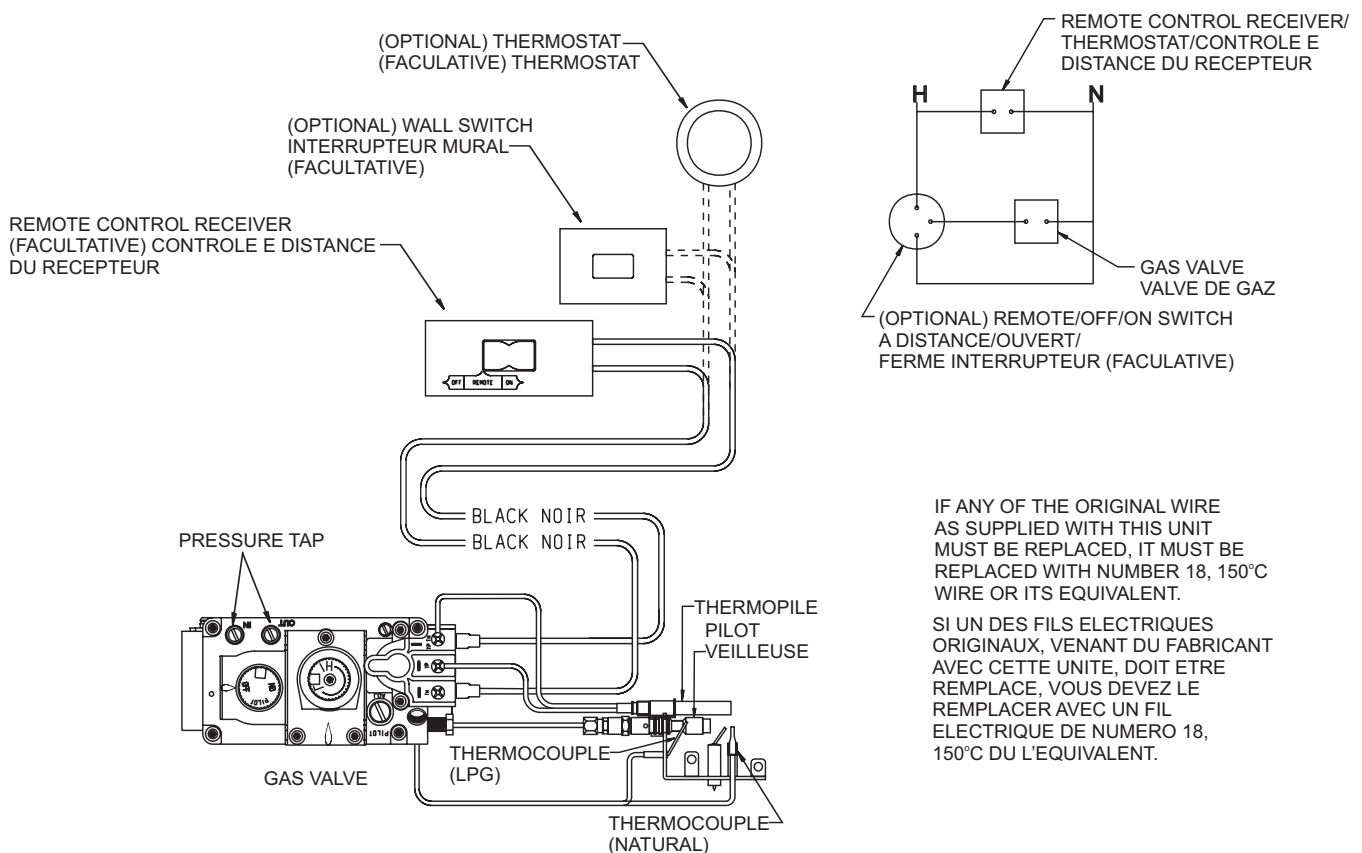 (OPTIONAL) THERMOSTAT
(FACULATIVE) THERMOSTAT
(OPTIONAL) WALL SWITCH
INTERRUPTEUR MURAL
(FACULTATIVE)
REMOTE CONTROL RECEIVER
(FACULTATIVE) CONTROLE E DISTANCE
DU RECEPTEUR
OFF REMOTE ON
REMOTE CONTROL RECEIVER/
THERMOSTAT/CONTROLE E
DISTANCE DU RECEPTEUR
H N
GAS VALVE
VALVE DE GAZ
(OPTIONAL) REMOTE/OFF/ON SWITCH
A DISTANCE/OUVERT/
FERME INTERRUPTEUR (FACULATIVE)
BLACK NOIR
BLACK NOIR
PRESSURE TAP
IN OUT
H
OFF PILOT ON
ADJ
PILOT
GAS VALVE
THERMOPILE
PILOT
VEILLEUSE
THERMOCOUPLE
(LPG)
THERMOCOUPLE
(NATURAL)
IF ANY OF THE ORIGINAL WIRE
AS SUPPLIED WITH THIS UNIT
MUST BE REPLACED, IT MUST BE
REPLACED WITH NUMBER 18, 150°C
WIRE OR ITS EQUIVALENT.
SI UN DES FILS ELECTRIQUES
ORIGINAUX, VENANT DU FABRICANT
AVEC CETTE UNITE, DOIT ETRE
REMPLACE, VOUS DEVEZ LE
REMPLACER AVEC UN FIL
ELECTRIQUE DE NUMERO 18,
150°C DU L'EQUIVALENT.